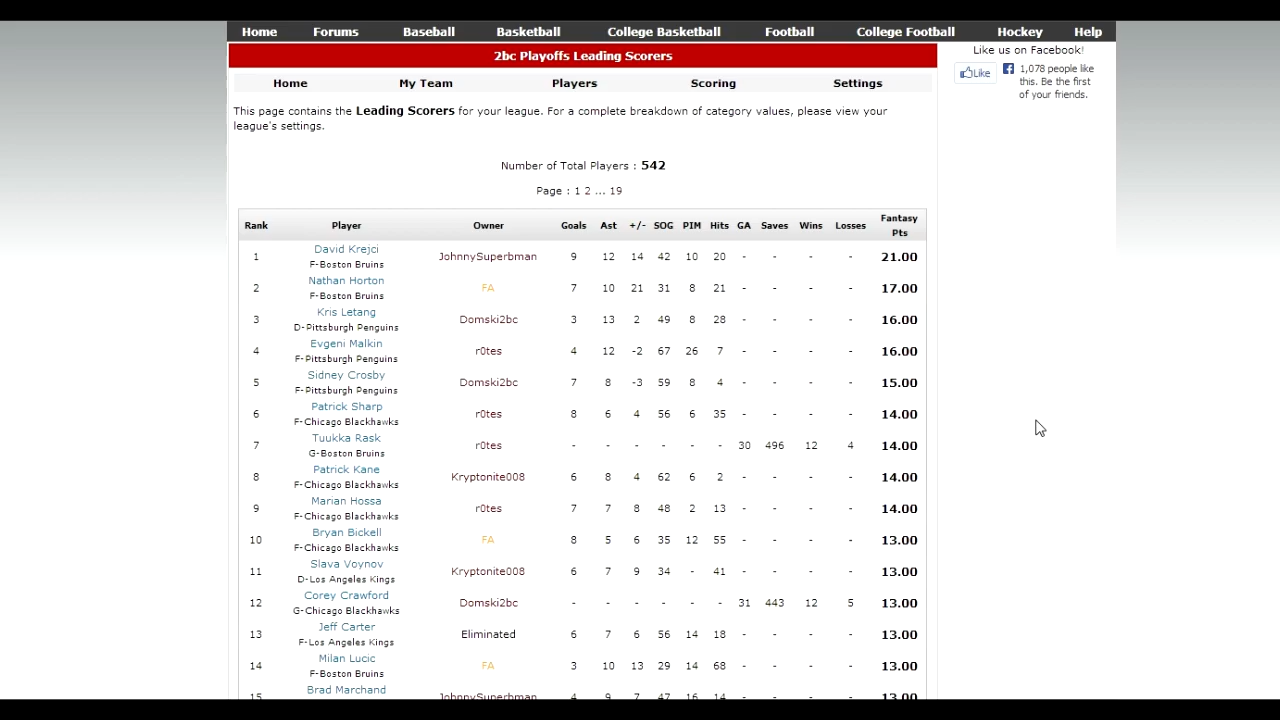 Home Forums Baseball Basketball College Basketball Football College Football Hockey Help
2bc Playoffs Leading Scorers
Like us on Facebook!
Like
1,078 people like
this. Be the first
of your friends.
Home My Team Players Scoring Settings
This page contains the Leading Scorers for your league. For a complete breakdown of category values, please view your
league's settings.
Number of Total Players : 542
Page : 1 2 ... 19
Rank Player Owner Goals Ast +/- SOG PIM Hits GA Saves Wins Losses Fantasy Pts
1 David Krejci F-Boston Bruins JohnnySuperbman 9 12 14 42 10 20 - - - - 21.00
2 Nathan Horton F-Boston Bruins FA 7 10 21 31 8 21 - - - - 17.00
3 Kris Letang D-Pittsburgh Penguins Domski2bc 3 13 2 49 8 28 - - - - 16.00
4 Evgeni Malkin F-Pittsburgh Penguins r0tes 4 12 -2 67 26 7 - - - - 16.00
5 Sidney Crosby F-Pittsburgh Penguins Domski2bc 7 8 -3 59 8 4 - - - - 15.00
6 Patrick Sharp F-Chicago Blackhawks r0tes 8 6 4 56 6 35 - - - - 14.00
7 Tuukka Rask G-Boston Bruins r0tes - - - - - - 30 496 12 4 14.00
8 Patrick Kane F-Chicago Blackhawks Kryptonite008 6 8 4 62 6 2 - - - - 14.00
9 Marian Hossa F-Chicago Blackhawks r0tes 7 7 8 48 2 13 - - - - 14.00
10 Bryan Bickell F-Chicago Blackhawks FA 8 5 6 35 12 55 - - - - 13.00
11 Slava Voynov D-Los Angeles Kings Kryptonite008 6 7 9 34 - 41 - - - - 13.00
12 Corey Crawford G-Chicago Blackhawks Domski2bc - - - - - - 31 443 12 5 13.00
13 Jeff Carter F-Los Angeles Kings Eliminated 6 7 6 56 14 18 - - - - 13.00
14 Milan Lucic F-Boston Bruins FA 3 10 13 29 14 68 - - - - 13.00
15 Brad Marchand JohnnySuperbman 4 9 7 47 16 14 - - - - 13.00